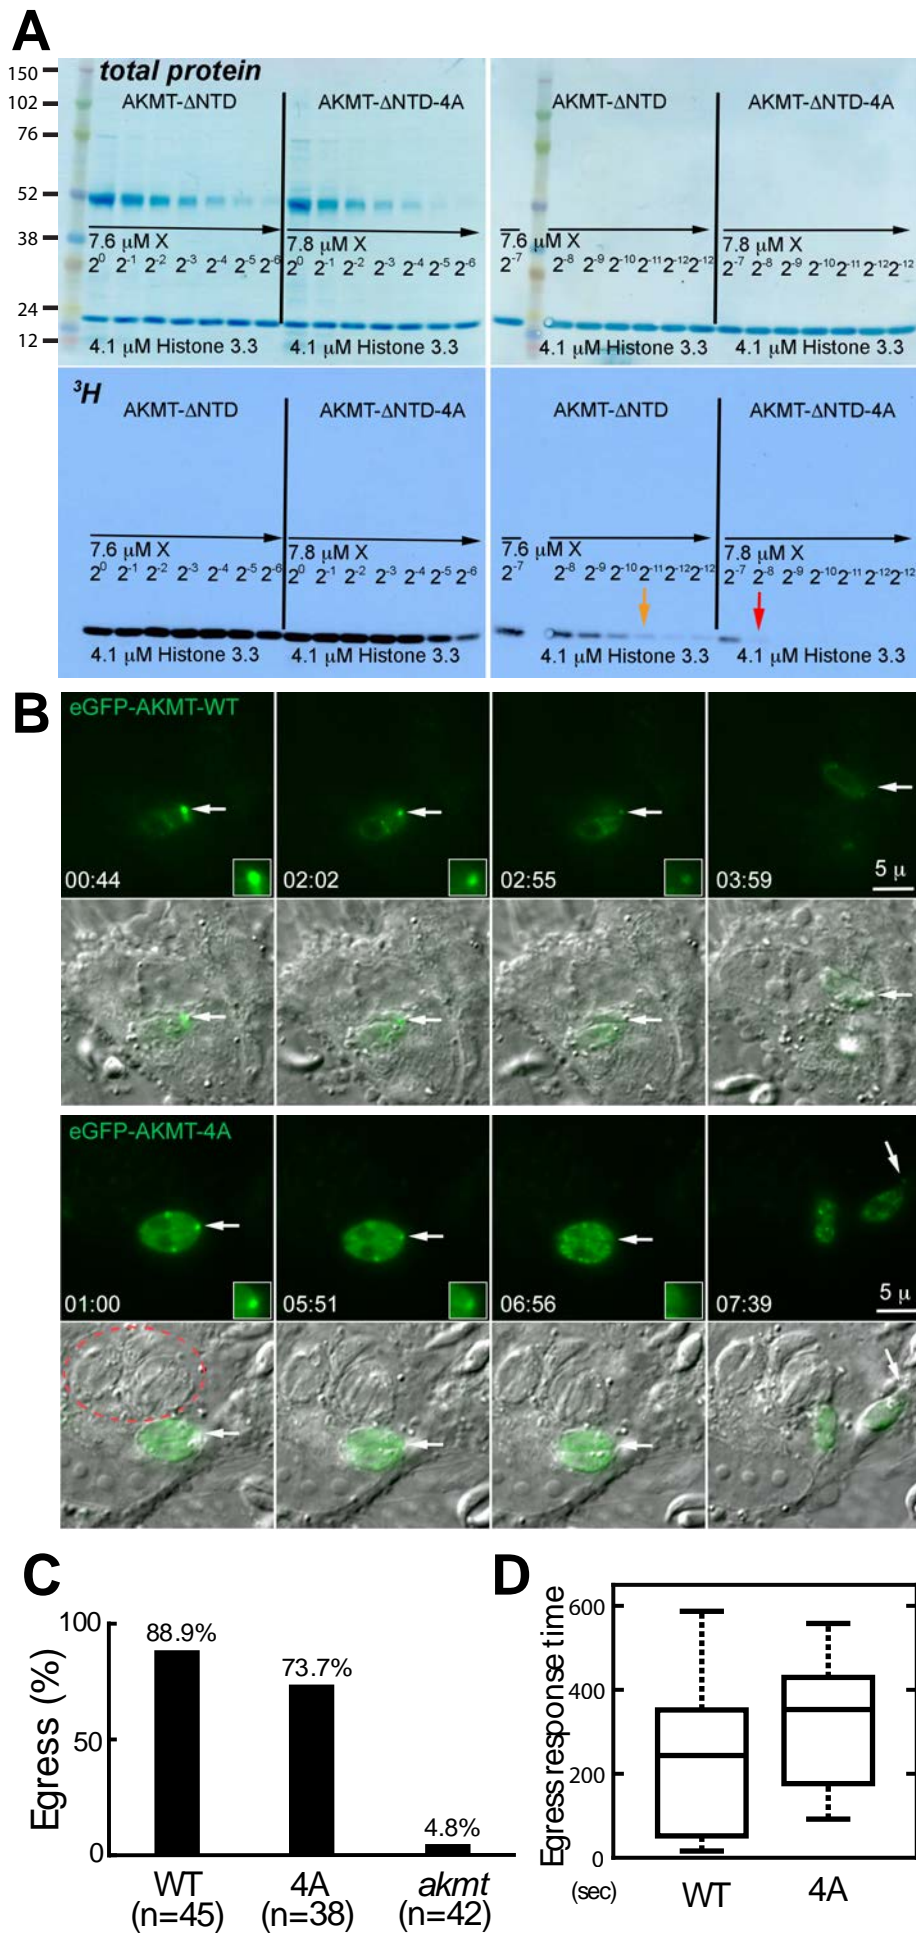 A
total protein
150
102
76
52
38
24
12
AKMT-ΔNTD
AKMT-ΔNTD-4A
AKMT-ΔNTD
AKMT-ΔNTD-4A
7.6 μM X
7.8 μM X
7.6 μM X
7.8 μM X
2⁰ 2⁻¹ 2⁻² 2⁻³ 2⁻⁴ 2⁻⁵ 2⁻⁶
2⁰ 2⁻¹ 2⁻² 2⁻³ 2⁻⁴ 2⁻⁵ 2⁻⁶
2⁻⁷ 2⁻⁸ 2⁻⁹ 2⁻¹⁰ 2⁻¹¹ 2⁻¹² 2⁻¹²
2⁻⁷ 2⁻⁸ 2⁻⁹ 2⁻¹⁰ 2⁻¹¹ 2⁻¹² 2⁻¹²
4.1 μM Histone 3.3
4.1 μM Histone 3.3
4.1 μM Histone 3.3
4.1 μM Histone 3.3
³H
AKMT-ΔNTD
AKMT-ΔNTD-4A
AKMT-ΔNTD
AKMT-ΔNTD-4A
7.6 μM X
7.8 μM X
7.6 μM X
7.8 μM X
2⁰ 2⁻¹ 2⁻² 2⁻³ 2⁻⁴ 2⁻⁵ 2⁻⁶
2⁰ 2⁻¹ 2⁻² 2⁻³ 2⁻⁴ 2⁻⁵ 2⁻⁶
2⁻⁷ 2⁻⁸ 2⁻⁹ 2⁻¹⁰ 2⁻¹¹ 2⁻¹² 2⁻¹²
2⁻⁷ 2⁻⁸ 2⁻⁹ 2⁻¹⁰ 2⁻¹¹ 2⁻¹² 2⁻¹²
4.1 μM Histone 3.3
4.1 μM Histone 3.3
4.1 μM Histone 3.3
4.1 μM Histone 3.3
B
eGFP-AKMT-WT
00:44
02:02
02:55
03:59
5 μ
eGFP-AKMT-4A
01:00
05:51
06:56
07:39
5 μ
C
Egress (%)
100
50
0
88.9%
73.7%
4.8%
WT
(n=45)
4A
(n=38)
akmt
(n=42)
D
Egress response time
(sec)
600
400
200
0
WT
4A